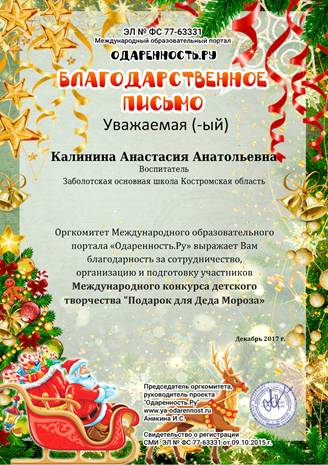 ЭЛ № ФС 77-63331
Международный образовательный портал
ОДАРЕННОСТЬ.РУ
БЛАГОДАРСТВЕННОЕ
ПИСЬМО
Уважаемая (-ый)
Калинина Анастасия Анатольевна
Воспитатель
Заболотская основная школа Костромская область
Оргкомитет Международного образовательного
портала «Одаренность.Ру» выражает Вам
благодарность за сотрудничество,
организацию и подготовку участников
Международного конкурса детского
творчества "Подарок для Деда Мороза»
Декабрь 2017 г.
Председатель оргкомитета,
руководитель проекта
"Одаренность.Ру"
www.ya-odarennost.ru
Аникина И.С.
Свидетельство о регистрации
СМИ ЭЛ № ФС 77-63331 от 09.10.2015 г.